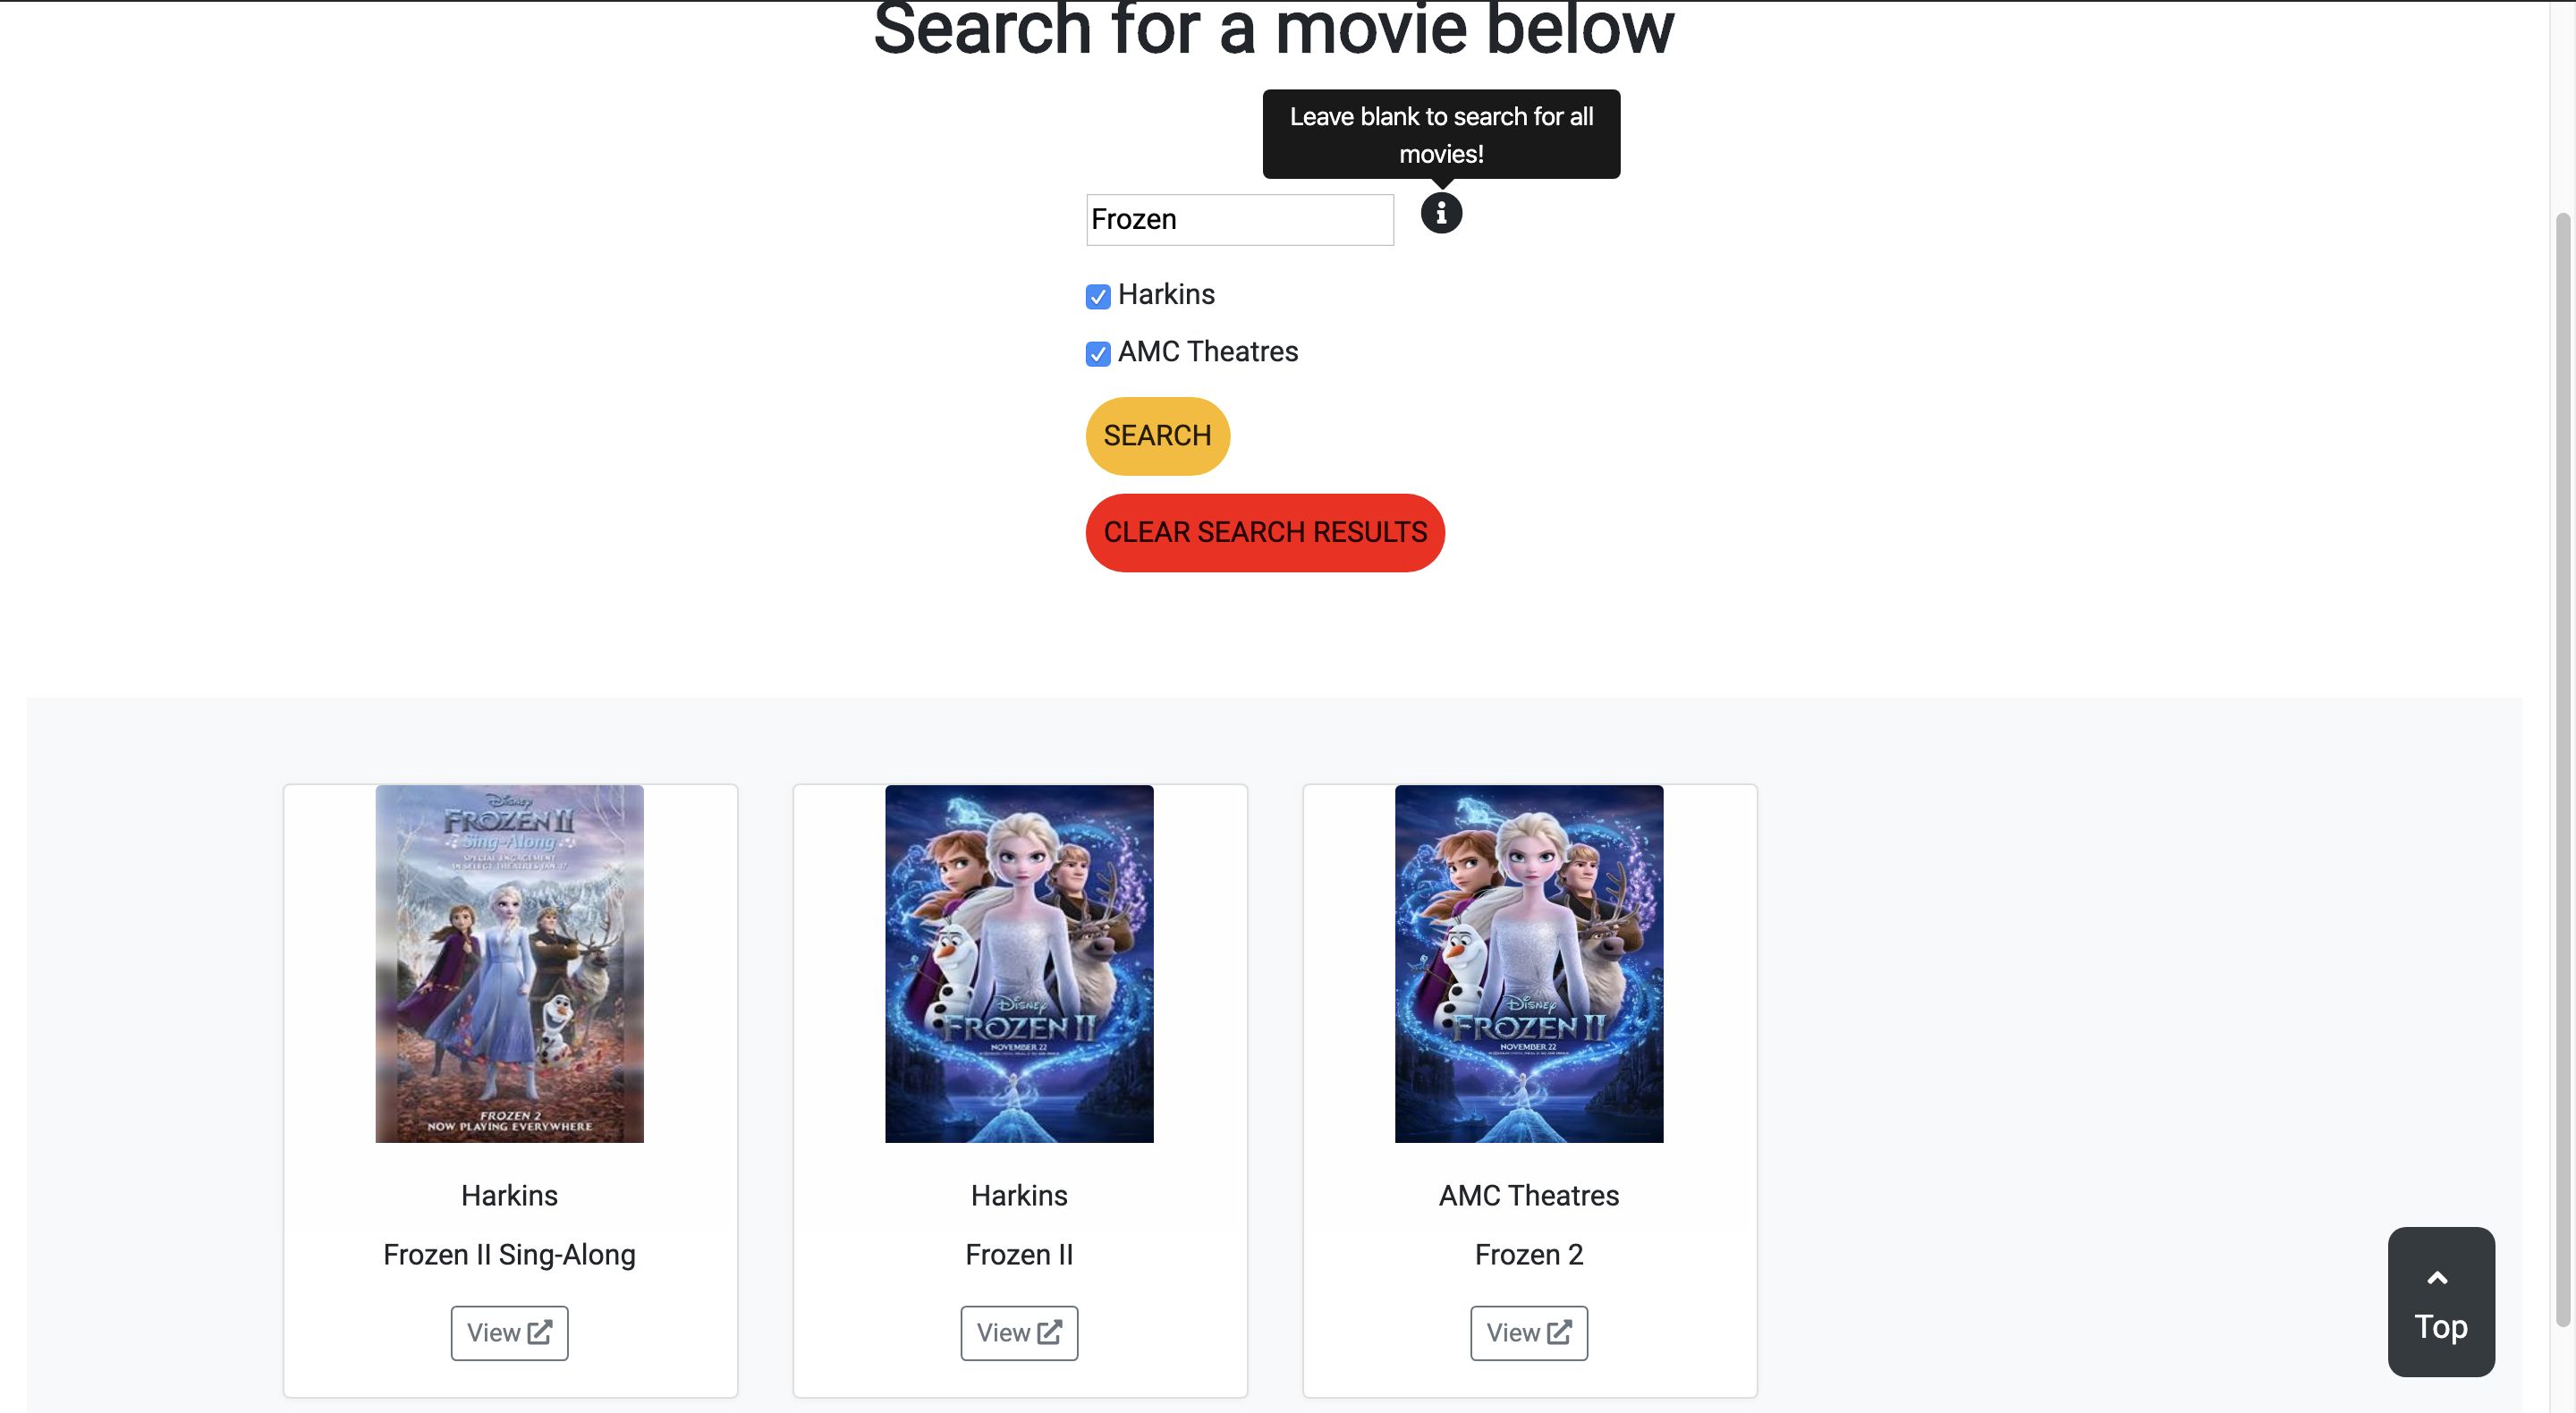 Search for a movie below
Leave blank to search for all
movies!
Frozen
Harkins
AMC Theatres
SEARCH
CLEAR SEARCH RESULTS
Disney
FROZEN II
Sing-Along
SPECIAL ENGAGEMENT
IN SELECT THEATRES JAN 17
FROZEN 2
NOW PLAYING EVERYWHERE
Harkins
Frozen II Sing-Along
View
Disney
FROZEN II
NOVEMBER 22
Harkins
Frozen II
View
Disney
FROZEN II
NOVEMBER 22
AMC Theatres
Frozen 2
View
Top